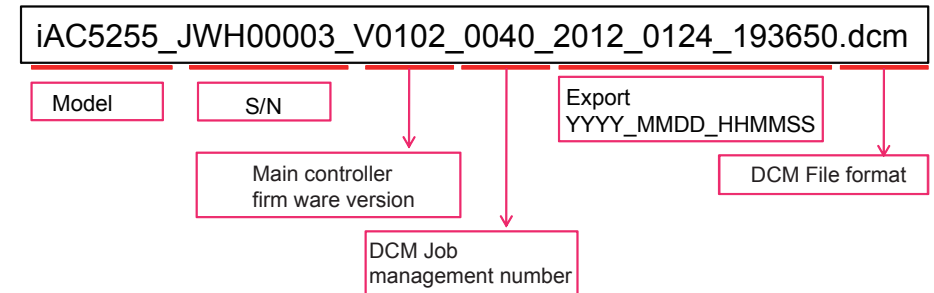 iAC5255_JWH00003_V0102_0040_2012_0124_193650.dcm
Model
S/N
Export
YYYY_MMDD_HHMMSS
Main controller
firm ware version
DCM File format
DCM Job
management number